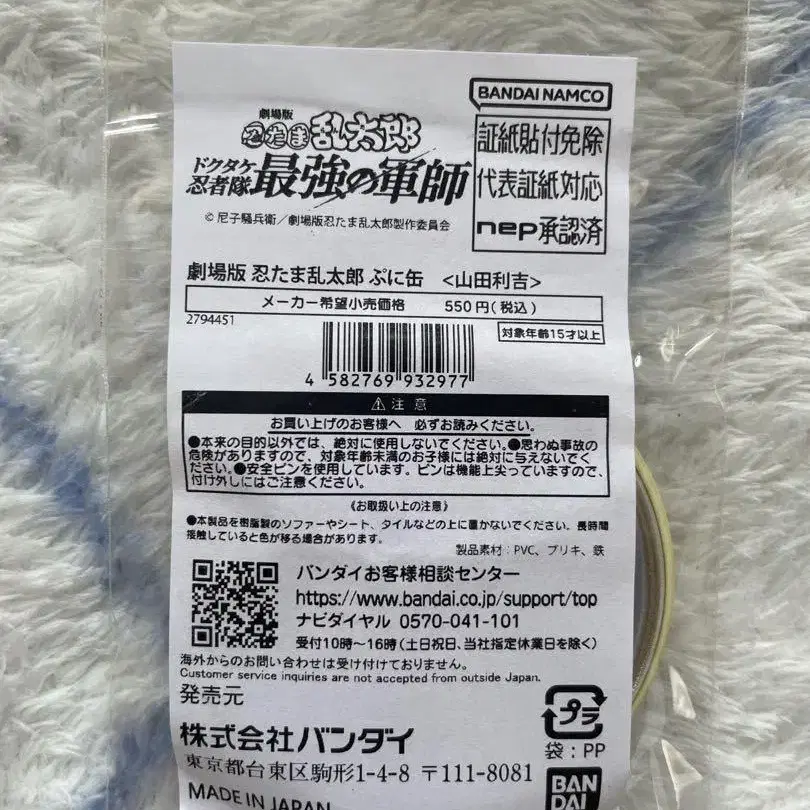 BANDAI NAMCO
証紙貼付免除
代表証紙対応
nep承認済
劇場版
忍たま乱太郎
ドクタケ忍者隊 最強の軍師
© 尼子騒兵衛/劇場版忍たま乱太郎製作委員会
劇場版 忍たま乱太郎 ぷに缶 <山田利吉>
メーカー希望小売価格 550円(税込)
2794451
対象年齢15才以上
4 582769 932977
⚠注意
お買い上げのお客様へ 必ずお読みください。
●本来の目的以外では、絶対に使用しないでください。●思わぬ事故の
危険がありますので、対象年齢未満のお子様には絶対に与えないでく
ださい。●安全ピンを使用しています。ピンは機能上尖っていますので、
付け外しにはご注意ください。
《お取扱い上の注意》
●本製品を樹脂製のソファーやシート、タイルなどの上に置かないでください。長時間
接触していると色が移る場合があります。
製品素材:PVC、ブリキ、鉄
バンダイお客様相談センター
https://www.bandai.co.jp/support/top
ナビダイヤル 0570-041-101
受付10時~16時(土日祝日、当社指定休業日を除く)
海外からのお問い合わせは受け付けておりません。
Customer service inquiries are not accepted from outside Japan.
発売元
株式会社バンダイ
東京都台東区駒形1-4-8 〒111-8081
MADE IN JAPAN
プラ
袋:PP
BAN
DAI